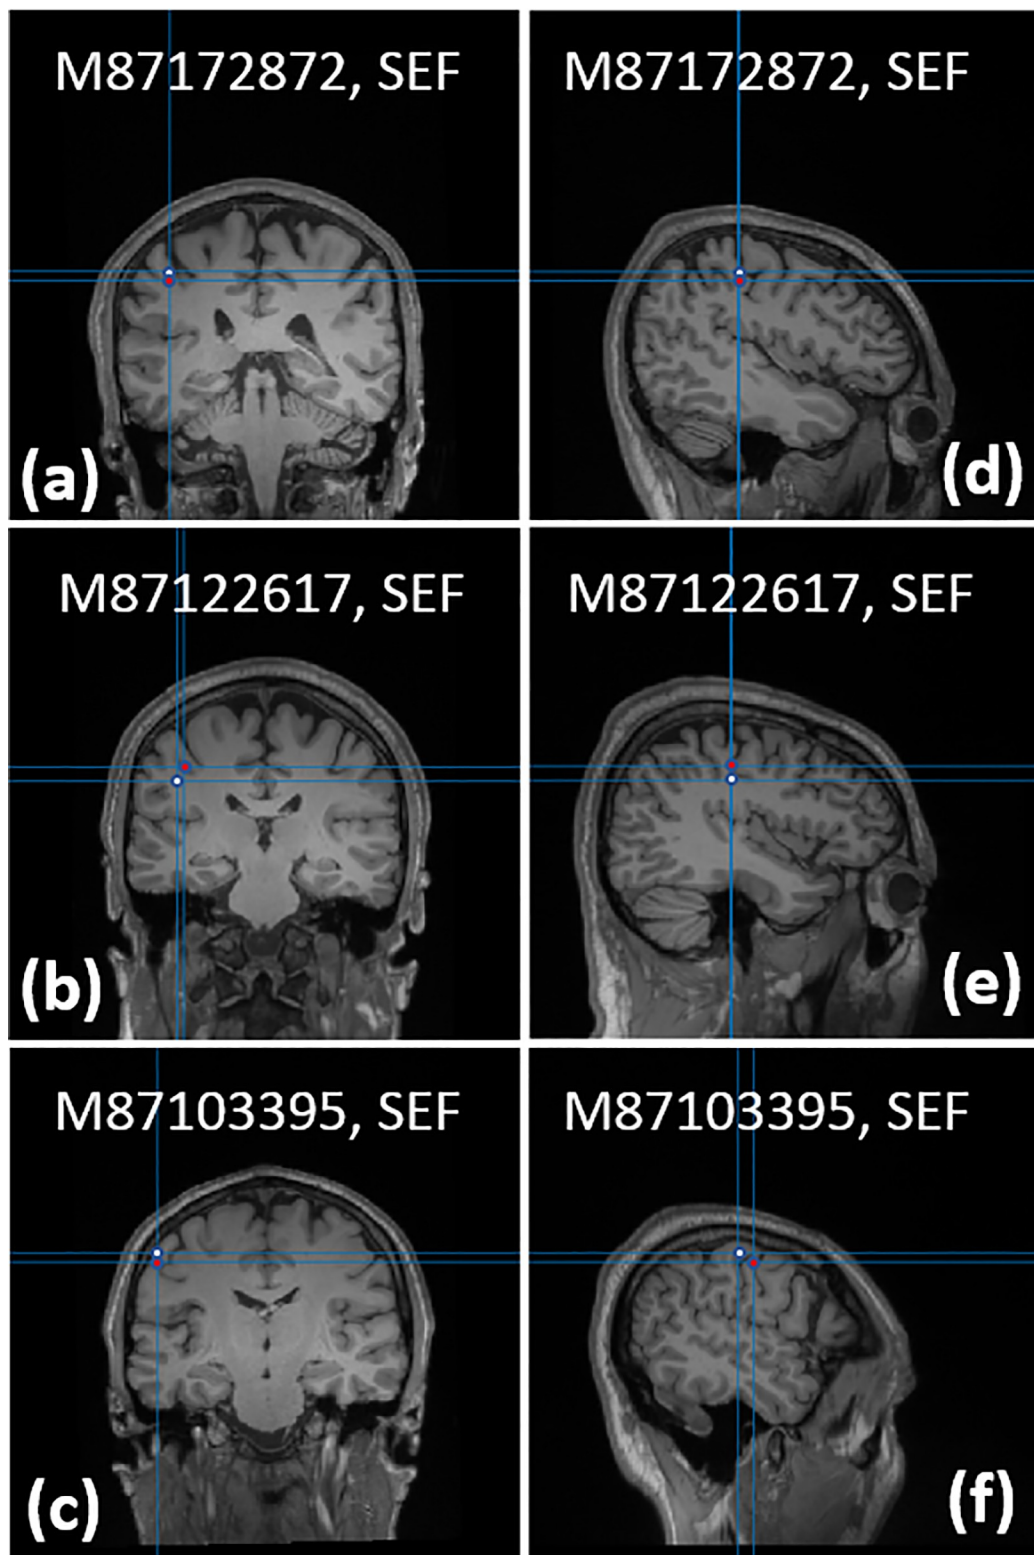 M87172872, SEF
(a)
M87172872, SEF
(d)
M87122617, SEF
(b)
M87122617, SEF
(e)
M87103395, SEF
(c)
M87103395, SEF
(f)